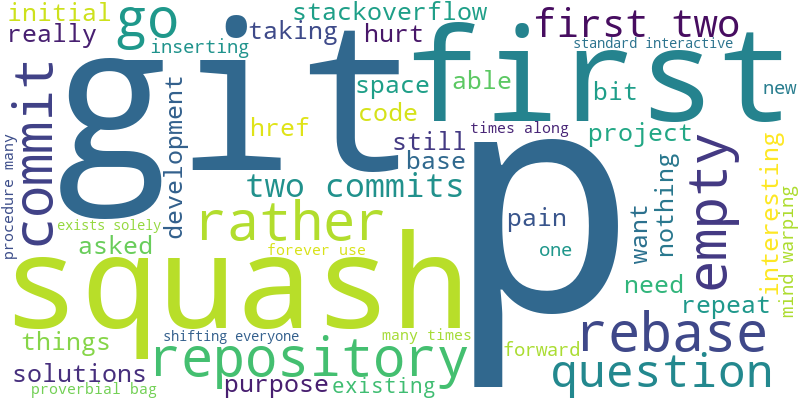 initial
really
go
inserting
taking
stackoverflow
hurt
first two
standard interactive
git
first
space
able
code
bit
new
commit
development
href
still
times along
base
project
procedure many
two commits
rather
pain
p
want
nothing
empty
interesting
mind warping
exists solely
asked
forever use
one
squash
need
repeat
things
shifting everyone
many times
rebase
repository
forward
question
solutions
proverbial bag
purpose
existing